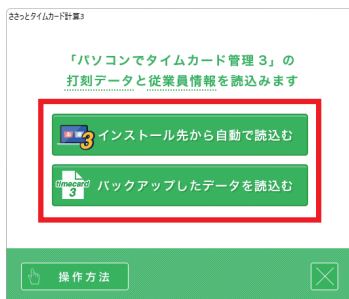 ささっとタイムカード計算3
「パソコンでタイムカード管理3」の
打刻データと従業員情報を読込みます
3 インストール先から自動で読込む
timecard 3 バックアップしたデータを読込む
操作方法